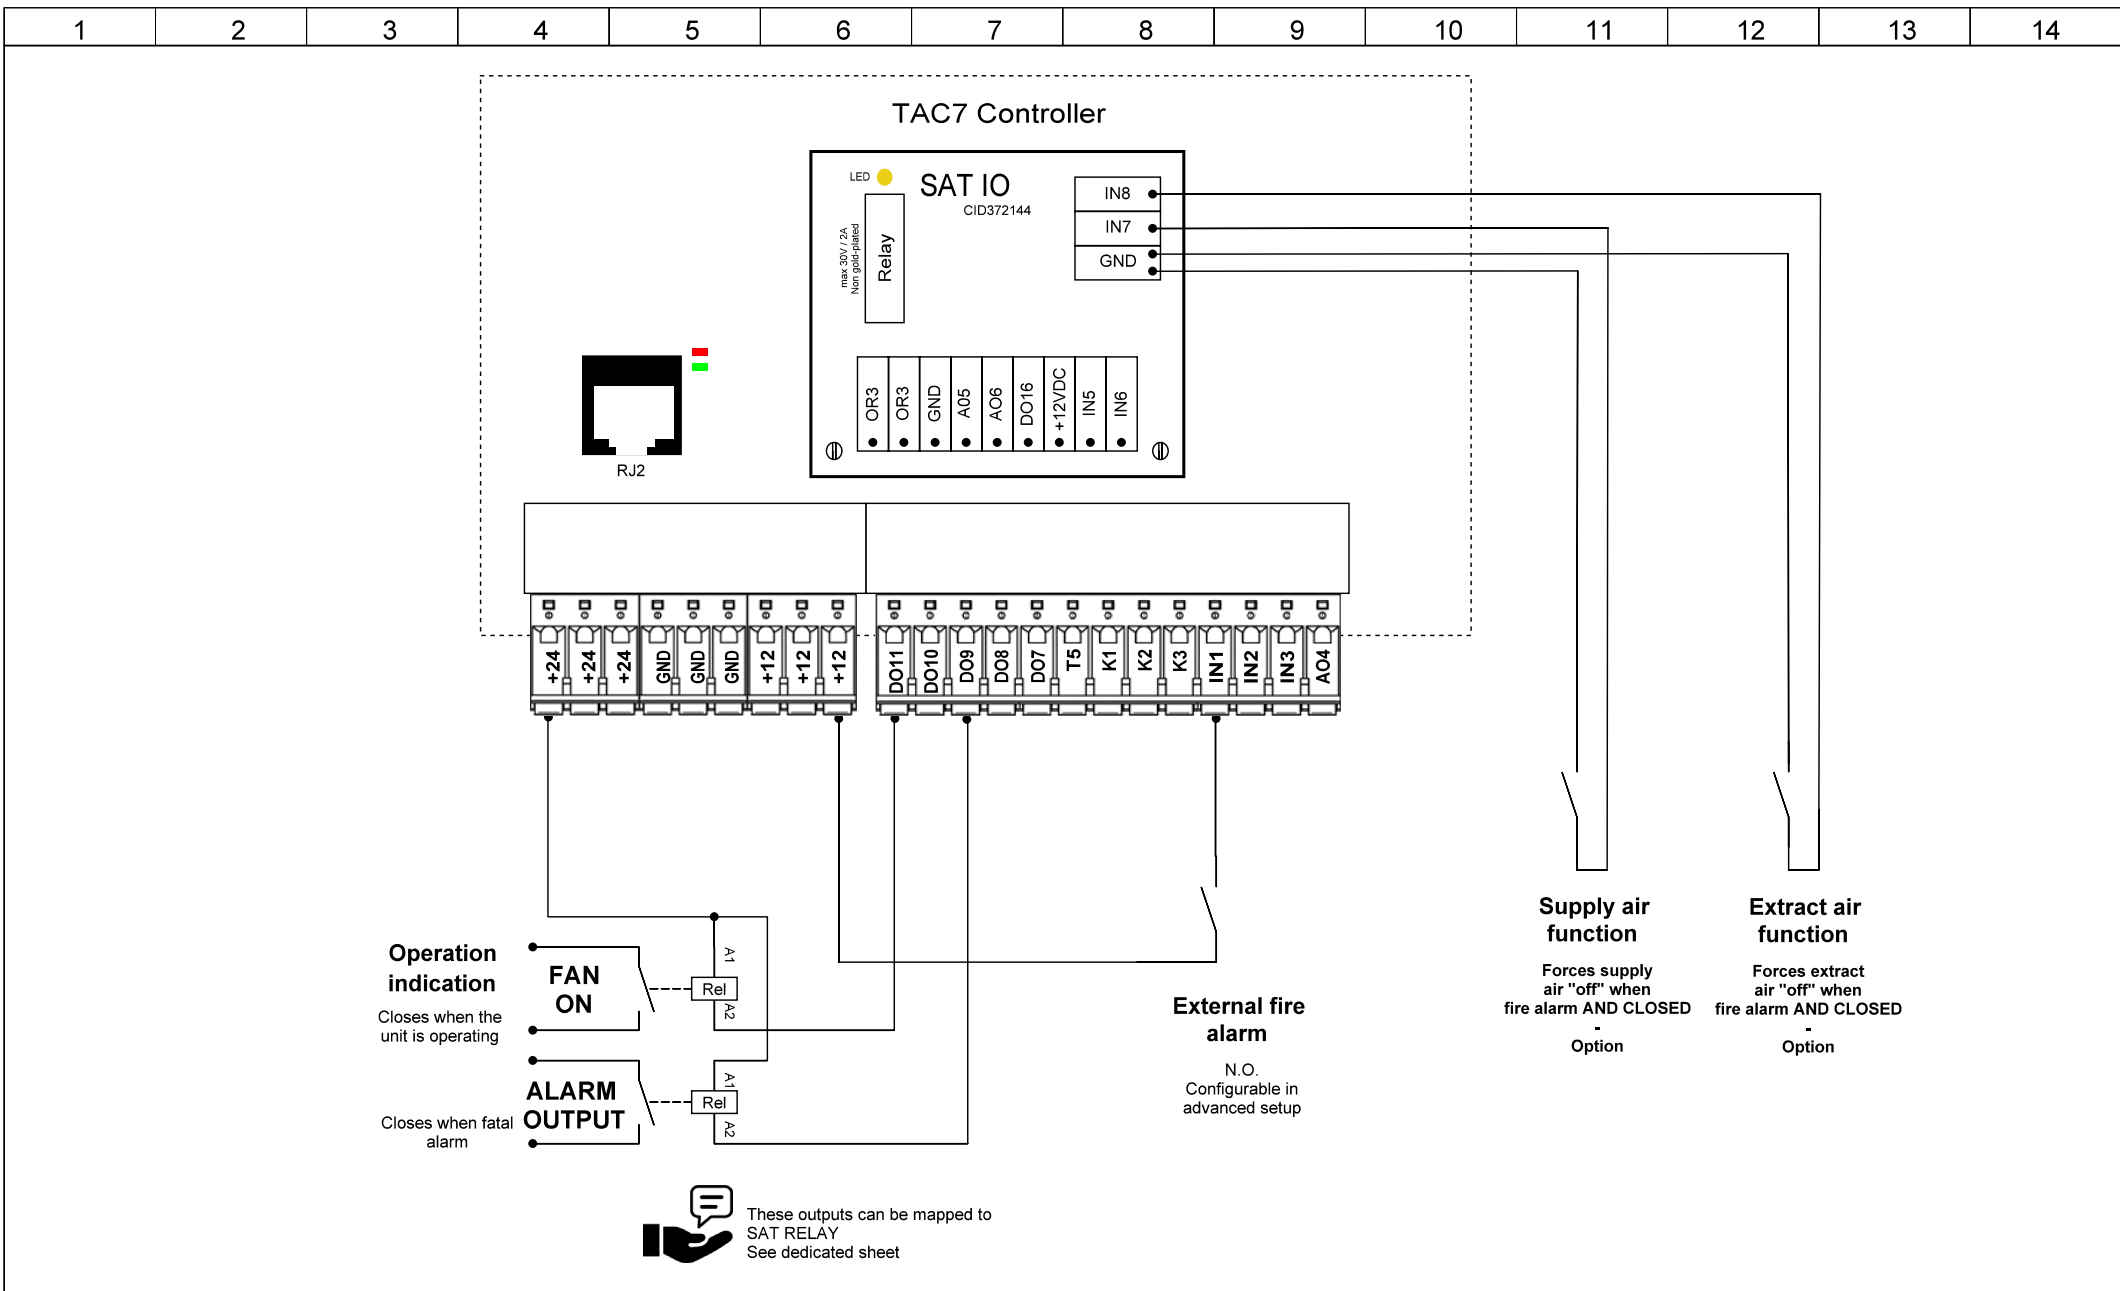 1 2 3 4 5 6 7 8 9 10 11 12 13 14
TAC7 Controller
LED
SAT IO
CID372144
max 30V / 2A
Non gold-plated
Relay
IN8
IN7
GND
OR3 OR3 GND A05 AO6 DO16 +12VDC IN5 IN6
RJ2
+24 +24 +24 GND GND GND +12 +12 +12 DO11 DO10 DO9 DO8 DO7 T5 K1 K2 K3 IN1 IN2 IN3 AO4
Operation
indication
Closes when the
unit is operating
FAN
ON
A1
Rel
A2
Closes when fatal
alarm
ALARM
OUTPUT
A1
Rel
A2
External fire
alarm
N.O.
Configurable in
advanced setup
Supply air
function
Forces supply
air "off" when
fire alarm AND CLOSED
-
Option
Extract air
function
Forces extract
air "off" when
fire alarm AND CLOSED
-
Option
These outputs can be mapped to
SAT RELAY
See dedicated sheet